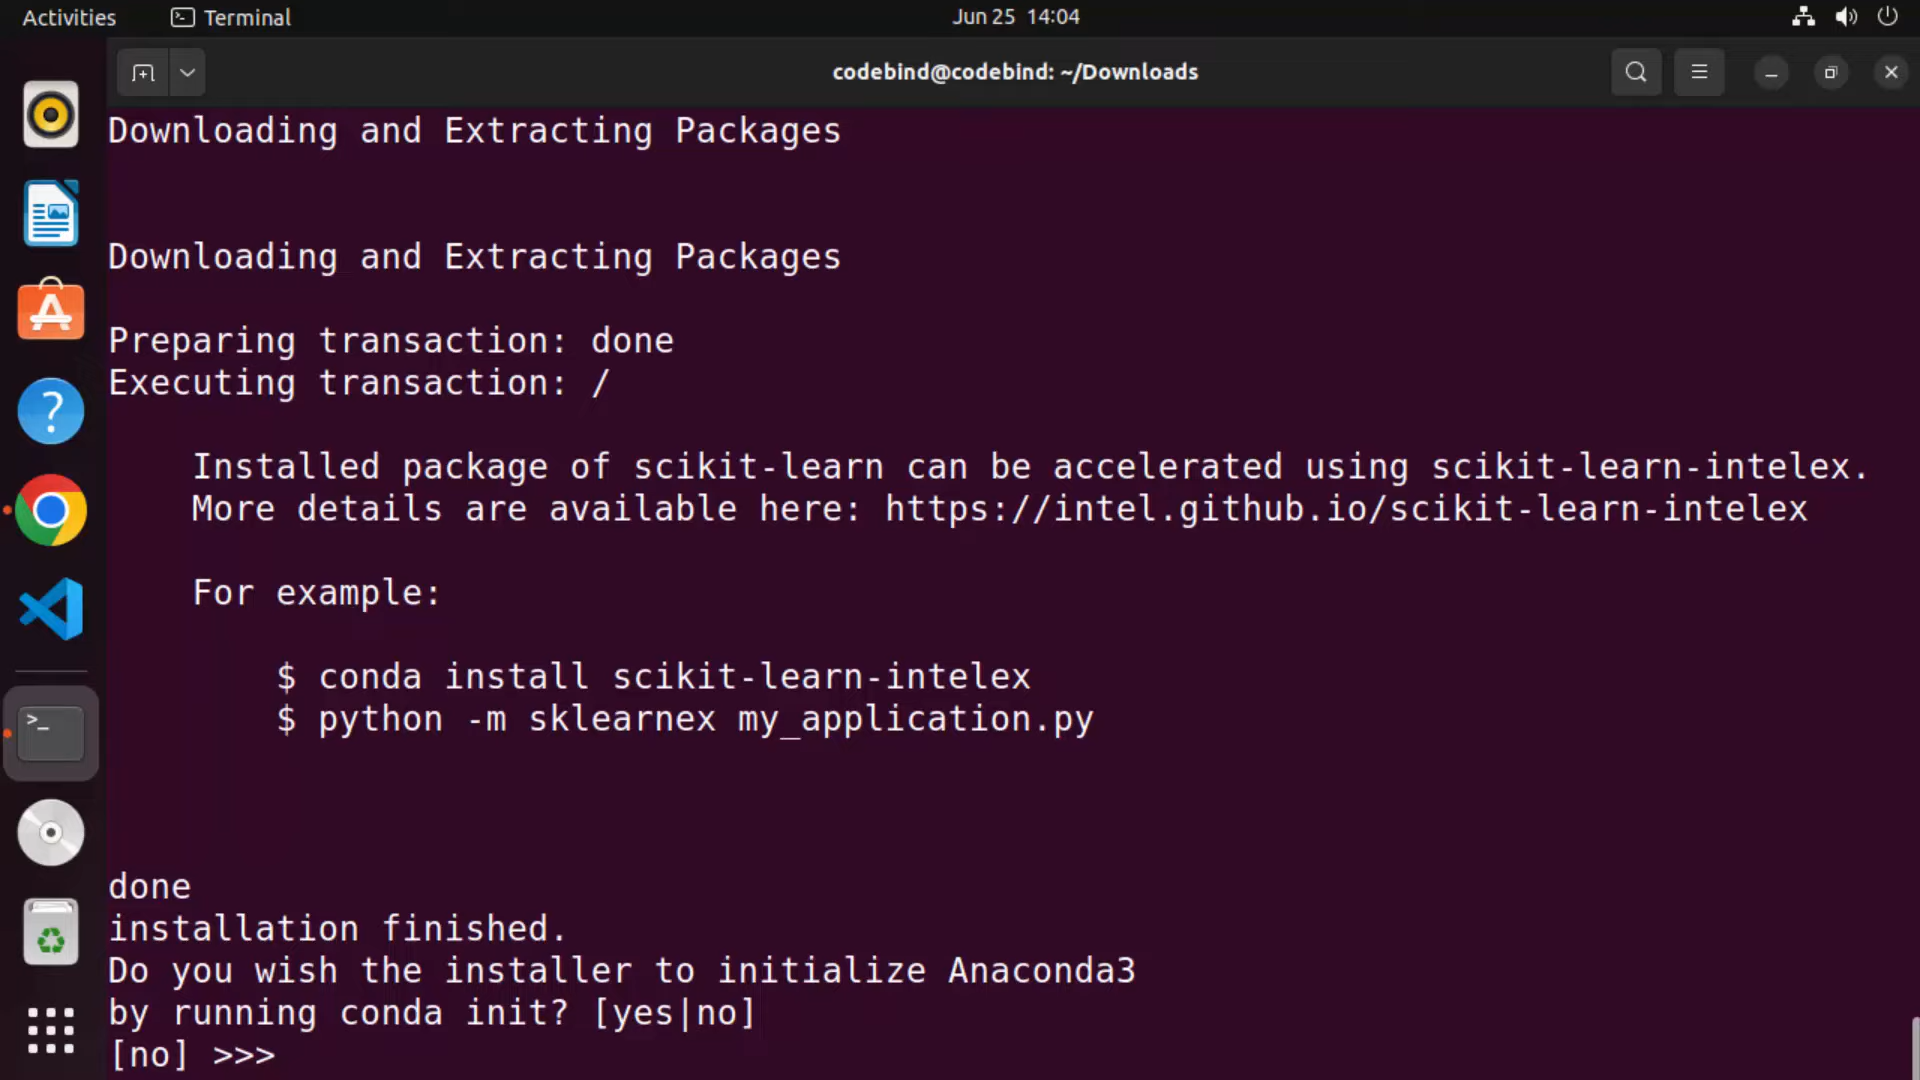 Activities
Terminal
Jun 25 14:04
codebind@codebind: ~/Downloads
Downloading and Extracting Packages
Downloading and Extracting Packages
Preparing transaction: done
Executing transaction: /
Installed package of scikit-learn can be accelerated using scikit-learn-intelex.
More details are available here: https://intel.github.io/scikit-learn-intelex
For example:
$ conda install scikit-learn-intelex
$ python -m sklearnex my_application.py
done
installation finished.
Do you wish the installer to initialize Anaconda3
by running conda init? [yes|no]
[no] >>>